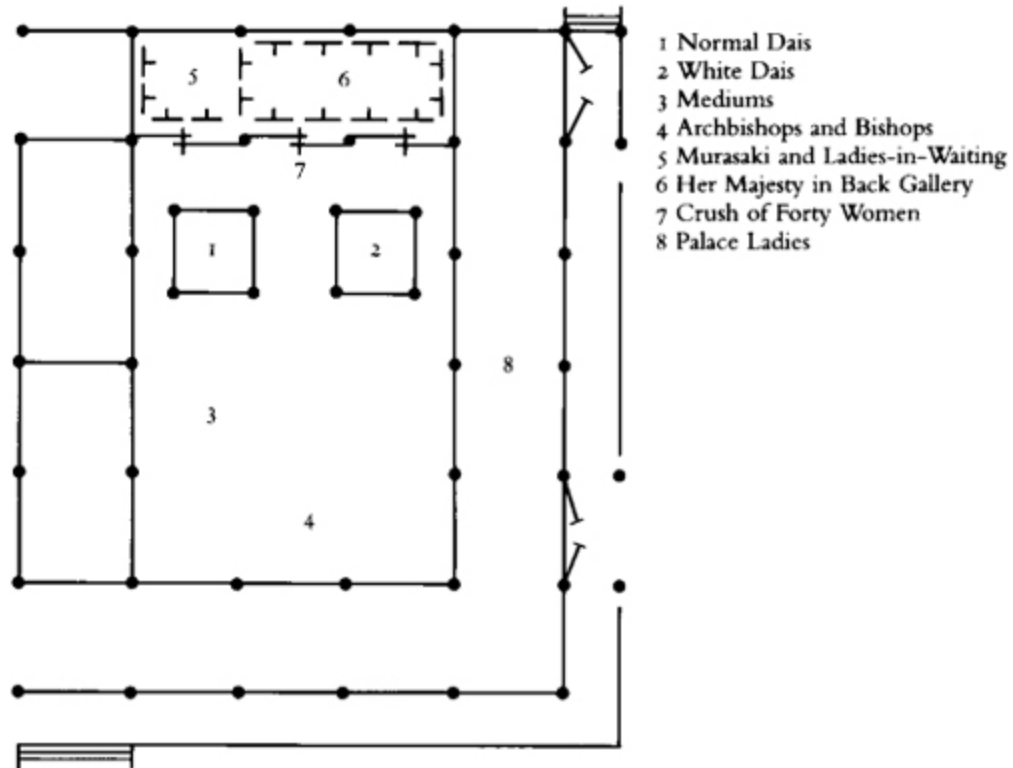 1 Normal Dais
2 White Dais
3 Mediums
4 Archbishops and Bishops
5 Murasaki and Ladies-in-Waiting
6 Her Majesty in Back Gallery
7 Crush of Forty Women
8 Palace Ladies
5
6
7
1
2
8
3
4